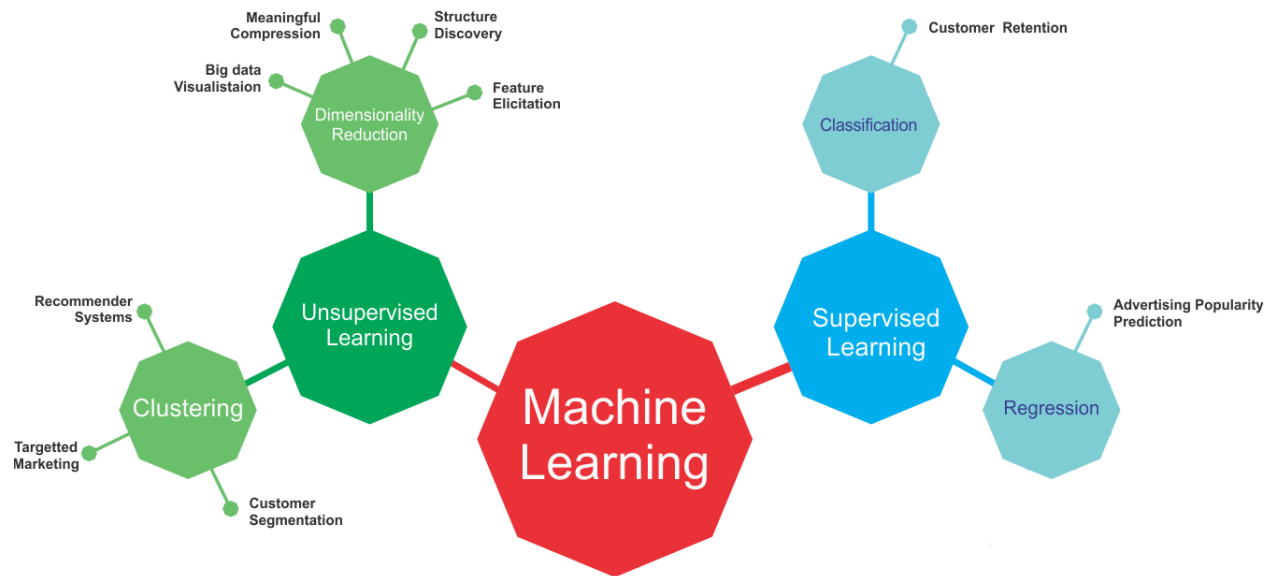 Meaningful
Compression
Structure
Discovery
Big data
Visualistaion
Feature
Elicitation
Dimensionality
Reduction
Customer Retention
Classification
Unsupervised
Learning
Supervised
Learning
Recommender
Systems
Clustering
Targetted
Marketing
Customer
Segmentation
Machine
Learning
Advertising Popularity
Prediction
Regression